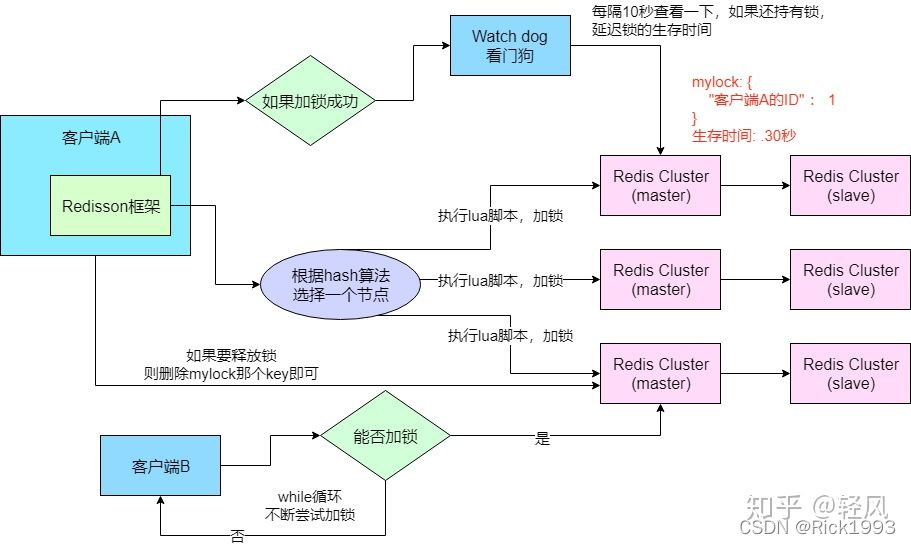 每隔10秒查看一下，如果还持有锁，
延迟锁的生存时间
Watch dog
看门狗
如果加锁成功
mylock: {
"客户端A的ID" ： 1
}
生存时间: .30秒
客户端A
Redisson框架
Redis Cluster
(master)
Redis Cluster
(slave)
执行lua脚本，加锁
根据hash算法
选择一个节点
执行lua脚本，加锁
Redis Cluster
(master)
Redis Cluster
(slave)
执行lua脚本，加锁
如果要释放锁
则删除mylock那个key即可
Redis Cluster
(master)
Redis Cluster
(slave)
能否加锁
是
客户端B
while循环
不断尝试加锁
否
知乎 @轻风
CSDN @Rick1993